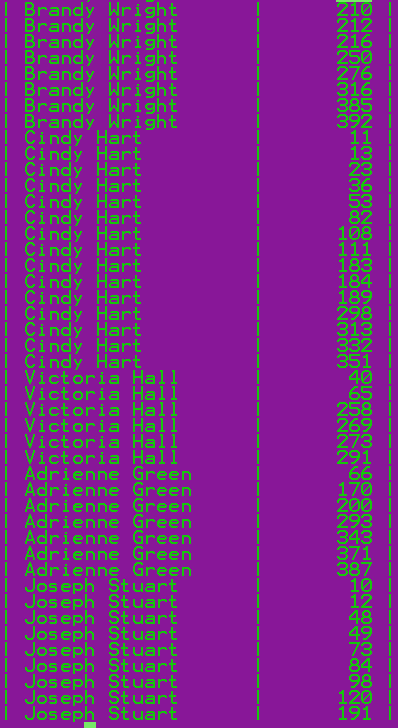 | Brandy Wright | 210 |
| Brandy Wright | 212 |
| Brandy Wright | 216 |
| Brandy Wright | 250 |
| Brandy Wright | 276 |
| Brandy Wright | 316 |
| Brandy Wright | 385 |
| Brandy Wright | 392 |
| Cindy Hart | 11 |
| Cindy Hart | 13 |
| Cindy Hart | 23 |
| Cindy Hart | 36 |
| Cindy Hart | 53 |
| Cindy Hart | 82 |
| Cindy Hart | 108 |
| Cindy Hart | 111 |
| Cindy Hart | 183 |
| Cindy Hart | 184 |
| Cindy Hart | 189 |
| Cindy Hart | 298 |
| Cindy Hart | 313 |
| Cindy Hart | 332 |
| Cindy Hart | 351 |
| Victoria Hall | 40 |
| Victoria Hall | 65 |
| Victoria Hall | 258 |
| Victoria Hall | 269 |
| Victoria Hall | 273 |
| Victoria Hall | 291 |
| Adrienne Green | 66 |
| Adrienne Green | 170 |
| Adrienne Green | 200 |
| Adrienne Green | 293 |
| Adrienne Green | 343 |
| Adrienne Green | 371 |
| Adrienne Green | 387 |
| Joseph Stuart | 10 |
| Joseph Stuart | 12 |
| Joseph Stuart | 48 |
| Joseph Stuart | 49 |
| Joseph Stuart | 73 |
| Joseph Stuart | 84 |
| Joseph Stuart | 98 |
| Joseph Stuart | 120 |
| Joseph Stuart | 191 |